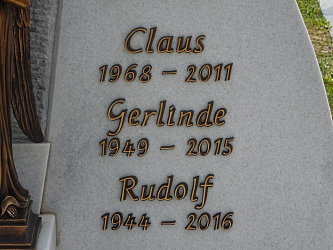 Claus
1968 – 2011
Gerlinde
1949 – 2015
Rudolf
1944 – 2016